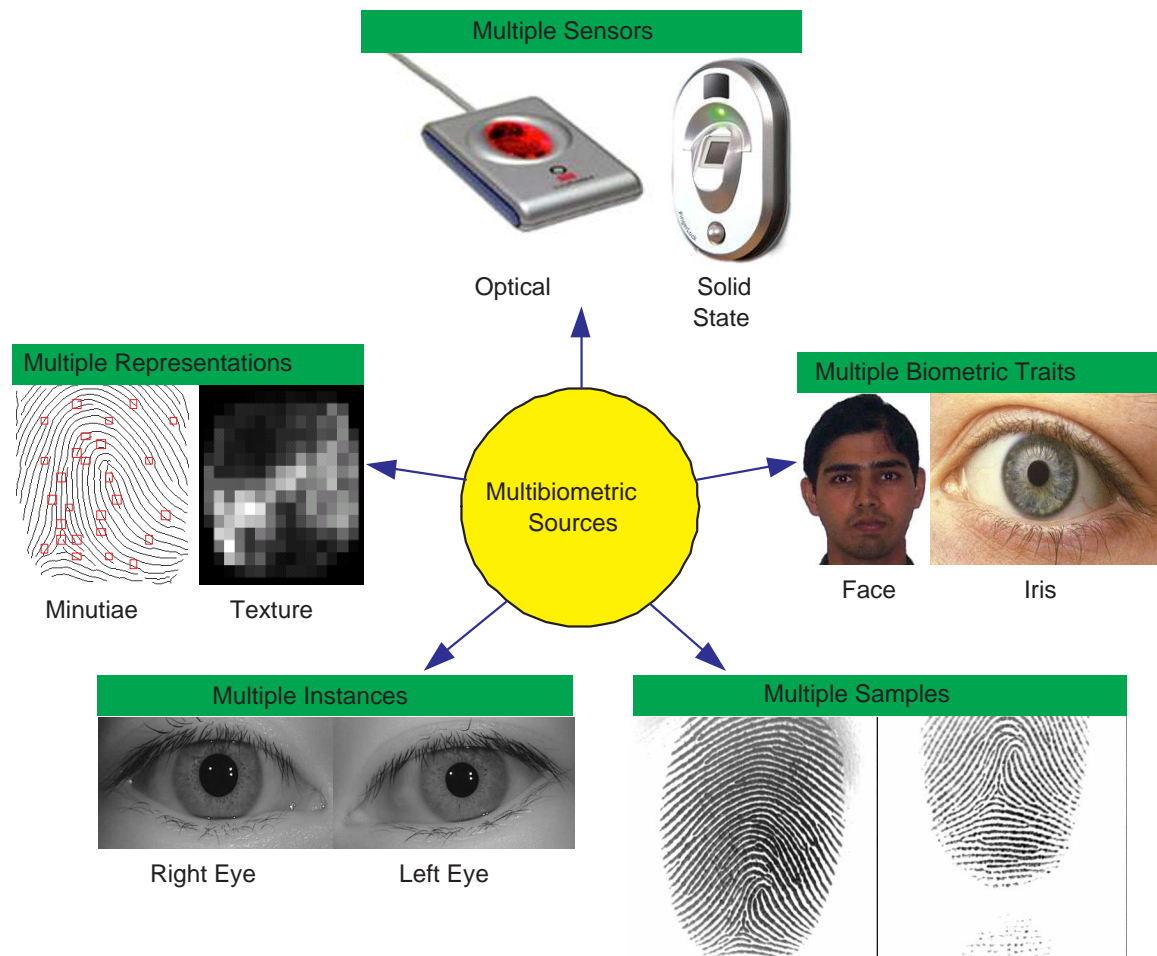 Multiple Sensors
Optical
Solid
State
Multiple Representations
Multiple Biometric Traits
Multibiometric
Sources
Minutiae
Texture
Face
Iris
Multiple Instances
Multiple Samples
Right Eye
Left Eye
FingerLock